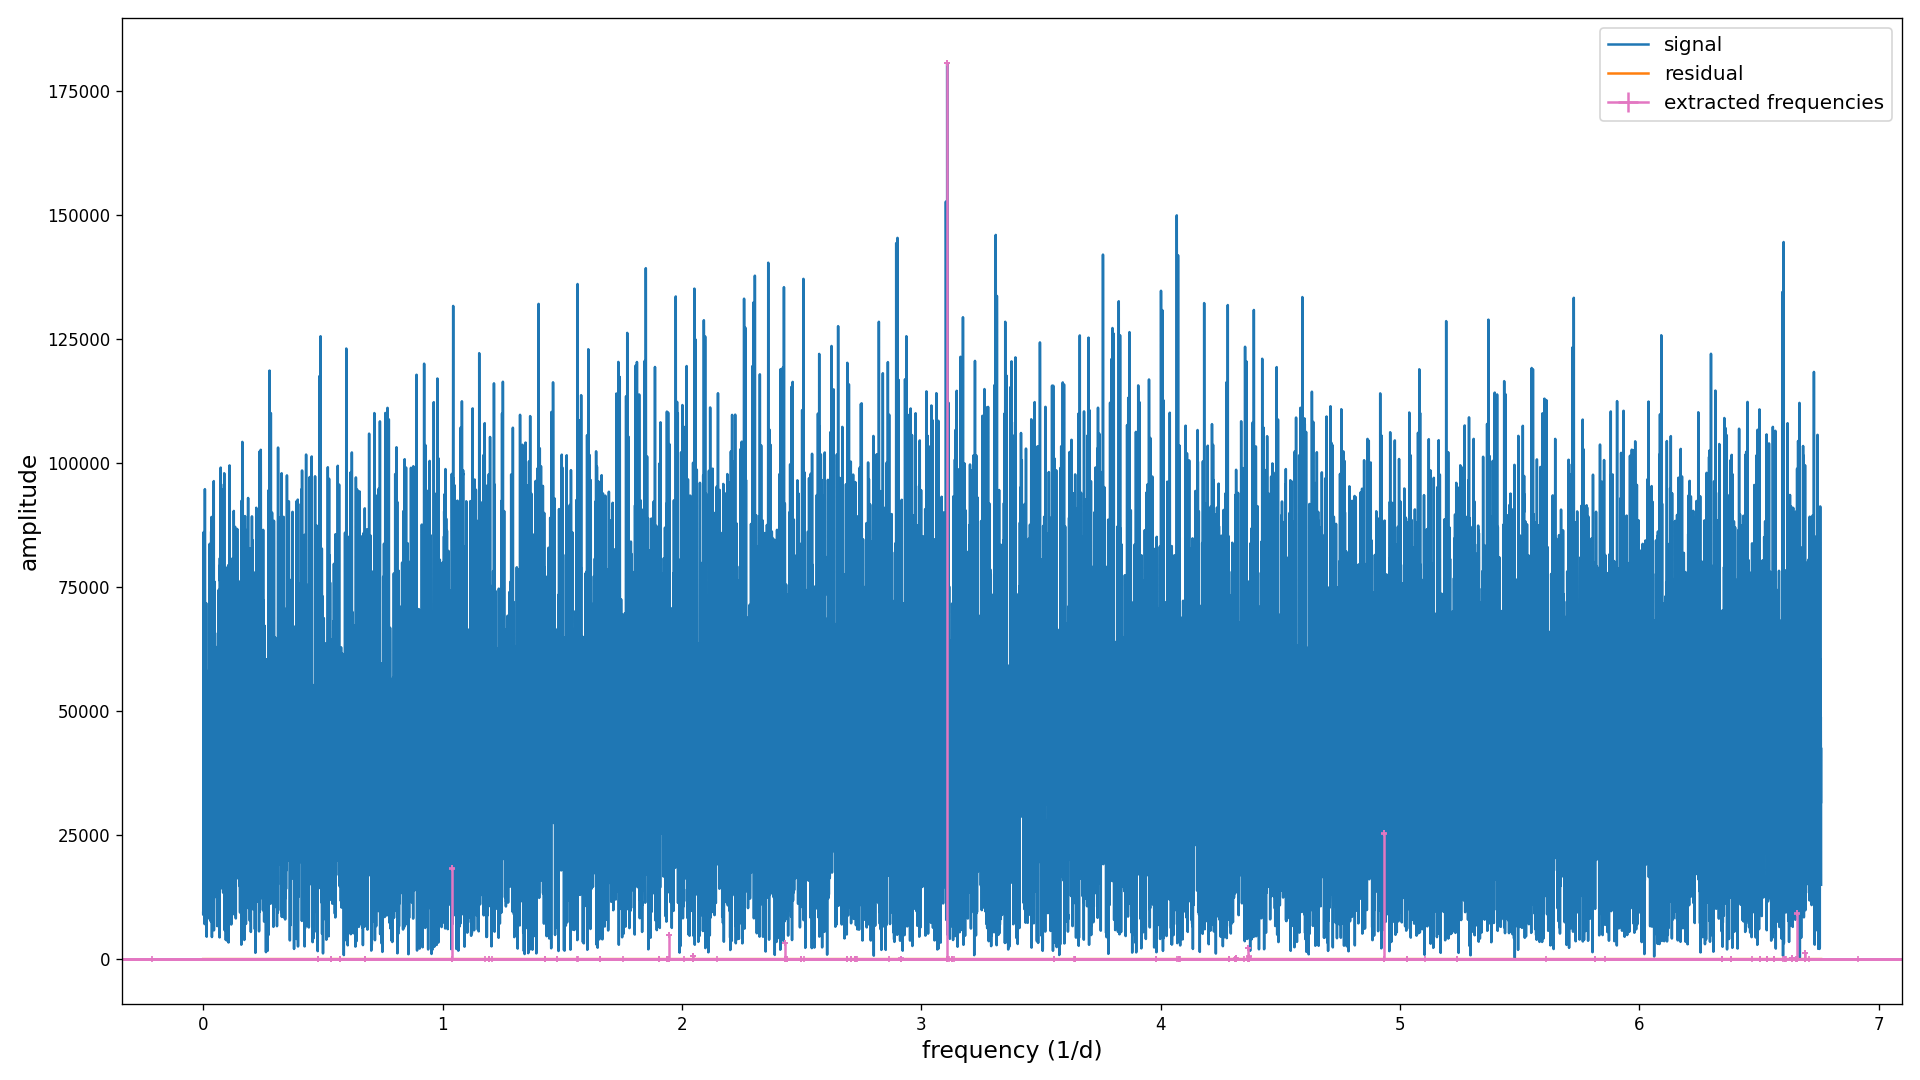 signal
residual
extracted frequencies
175000
150000
125000
100000
75000
50000
25000
0
amplitude
0 1 2 3 4 5 6 7
frequency (1/d)